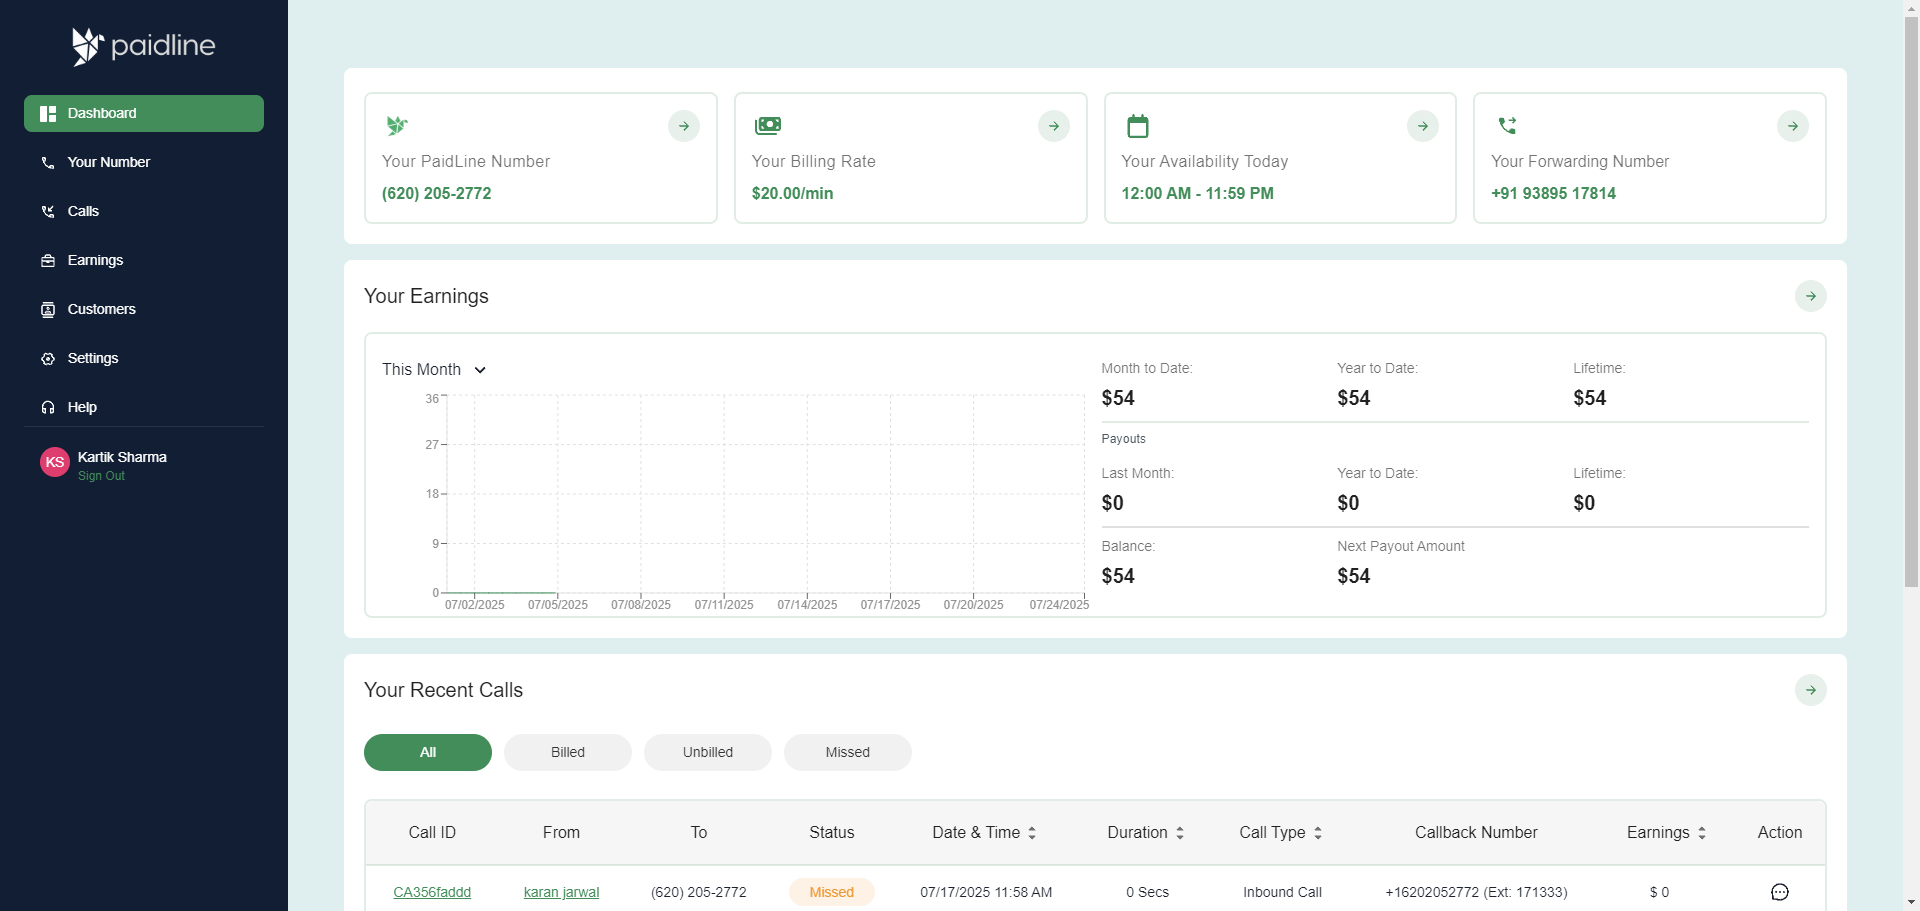 paidline
Dashboard
Your Number
Calls
Earnings
Customers
Settings
Help
KS
Kartik Sharma
Sign Out
Your PaidLine Number
(620) 205-2772
Your Billing Rate
$20.00/min
Your Availability Today
12:00 AM - 11:59 PM
Your Forwarding Number
+91 93895 17814
Your Earnings
This Month
36
27
18
9
0
07/02/2025 07/05/2025 07/08/2025 07/11/2025 07/14/2025 07/17/2025 07/20/2025 07/24/2025
Month to Date: Year to Date: Lifetime:
$54 $54 $54
Payouts
Last Month: Year to Date: Lifetime:
$0 $0 $0
Balance: Next Payout Amount
$54 $54
Your Recent Calls
All Billed Unbilled Missed
Call ID From To Status Date & Time Duration Call Type Callback Number Earnings Action
CA356faddd karan jarwal (620) 205-2772 Missed 07/17/2025 11:58 AM 0 Secs Inbound Call +16202052772 (Ext: 171333) $ 0